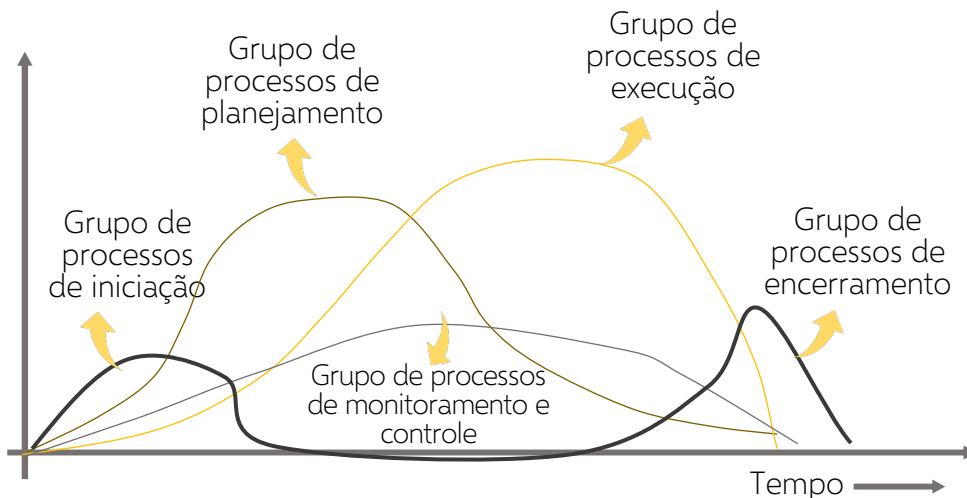 Grupo de
processos de
planejamento
Grupo de
processos de
execução
Grupo de
processos
de iniciação
Grupo de
processos de
encerramento
Grupo de processos
de monitoramento e
controle
Tempo